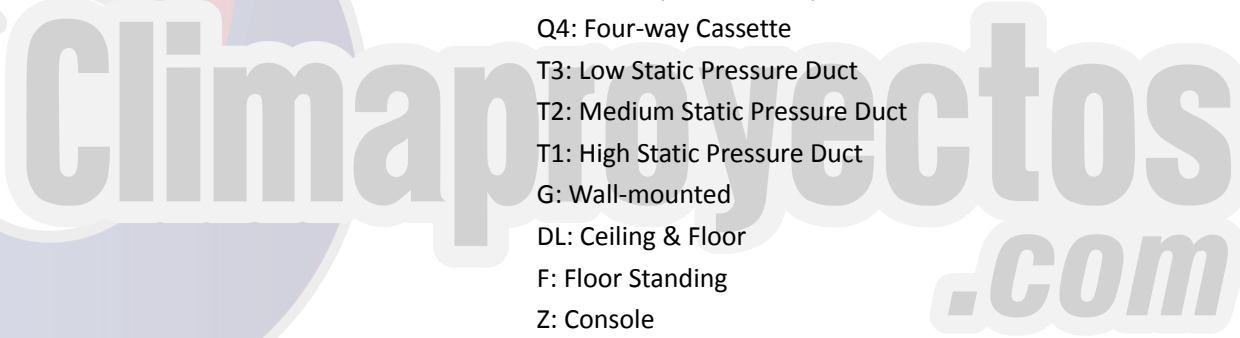 Q4: Four-way Cassette
T3: Low Static Pressure Duct
T2: Medium Static Pressure Duct
T1: High Static Pressure Duct
G: Wall-mounted
DL: Ceiling & Floor
F: Floor Standing
Z: Console
Climaproyectos
.com